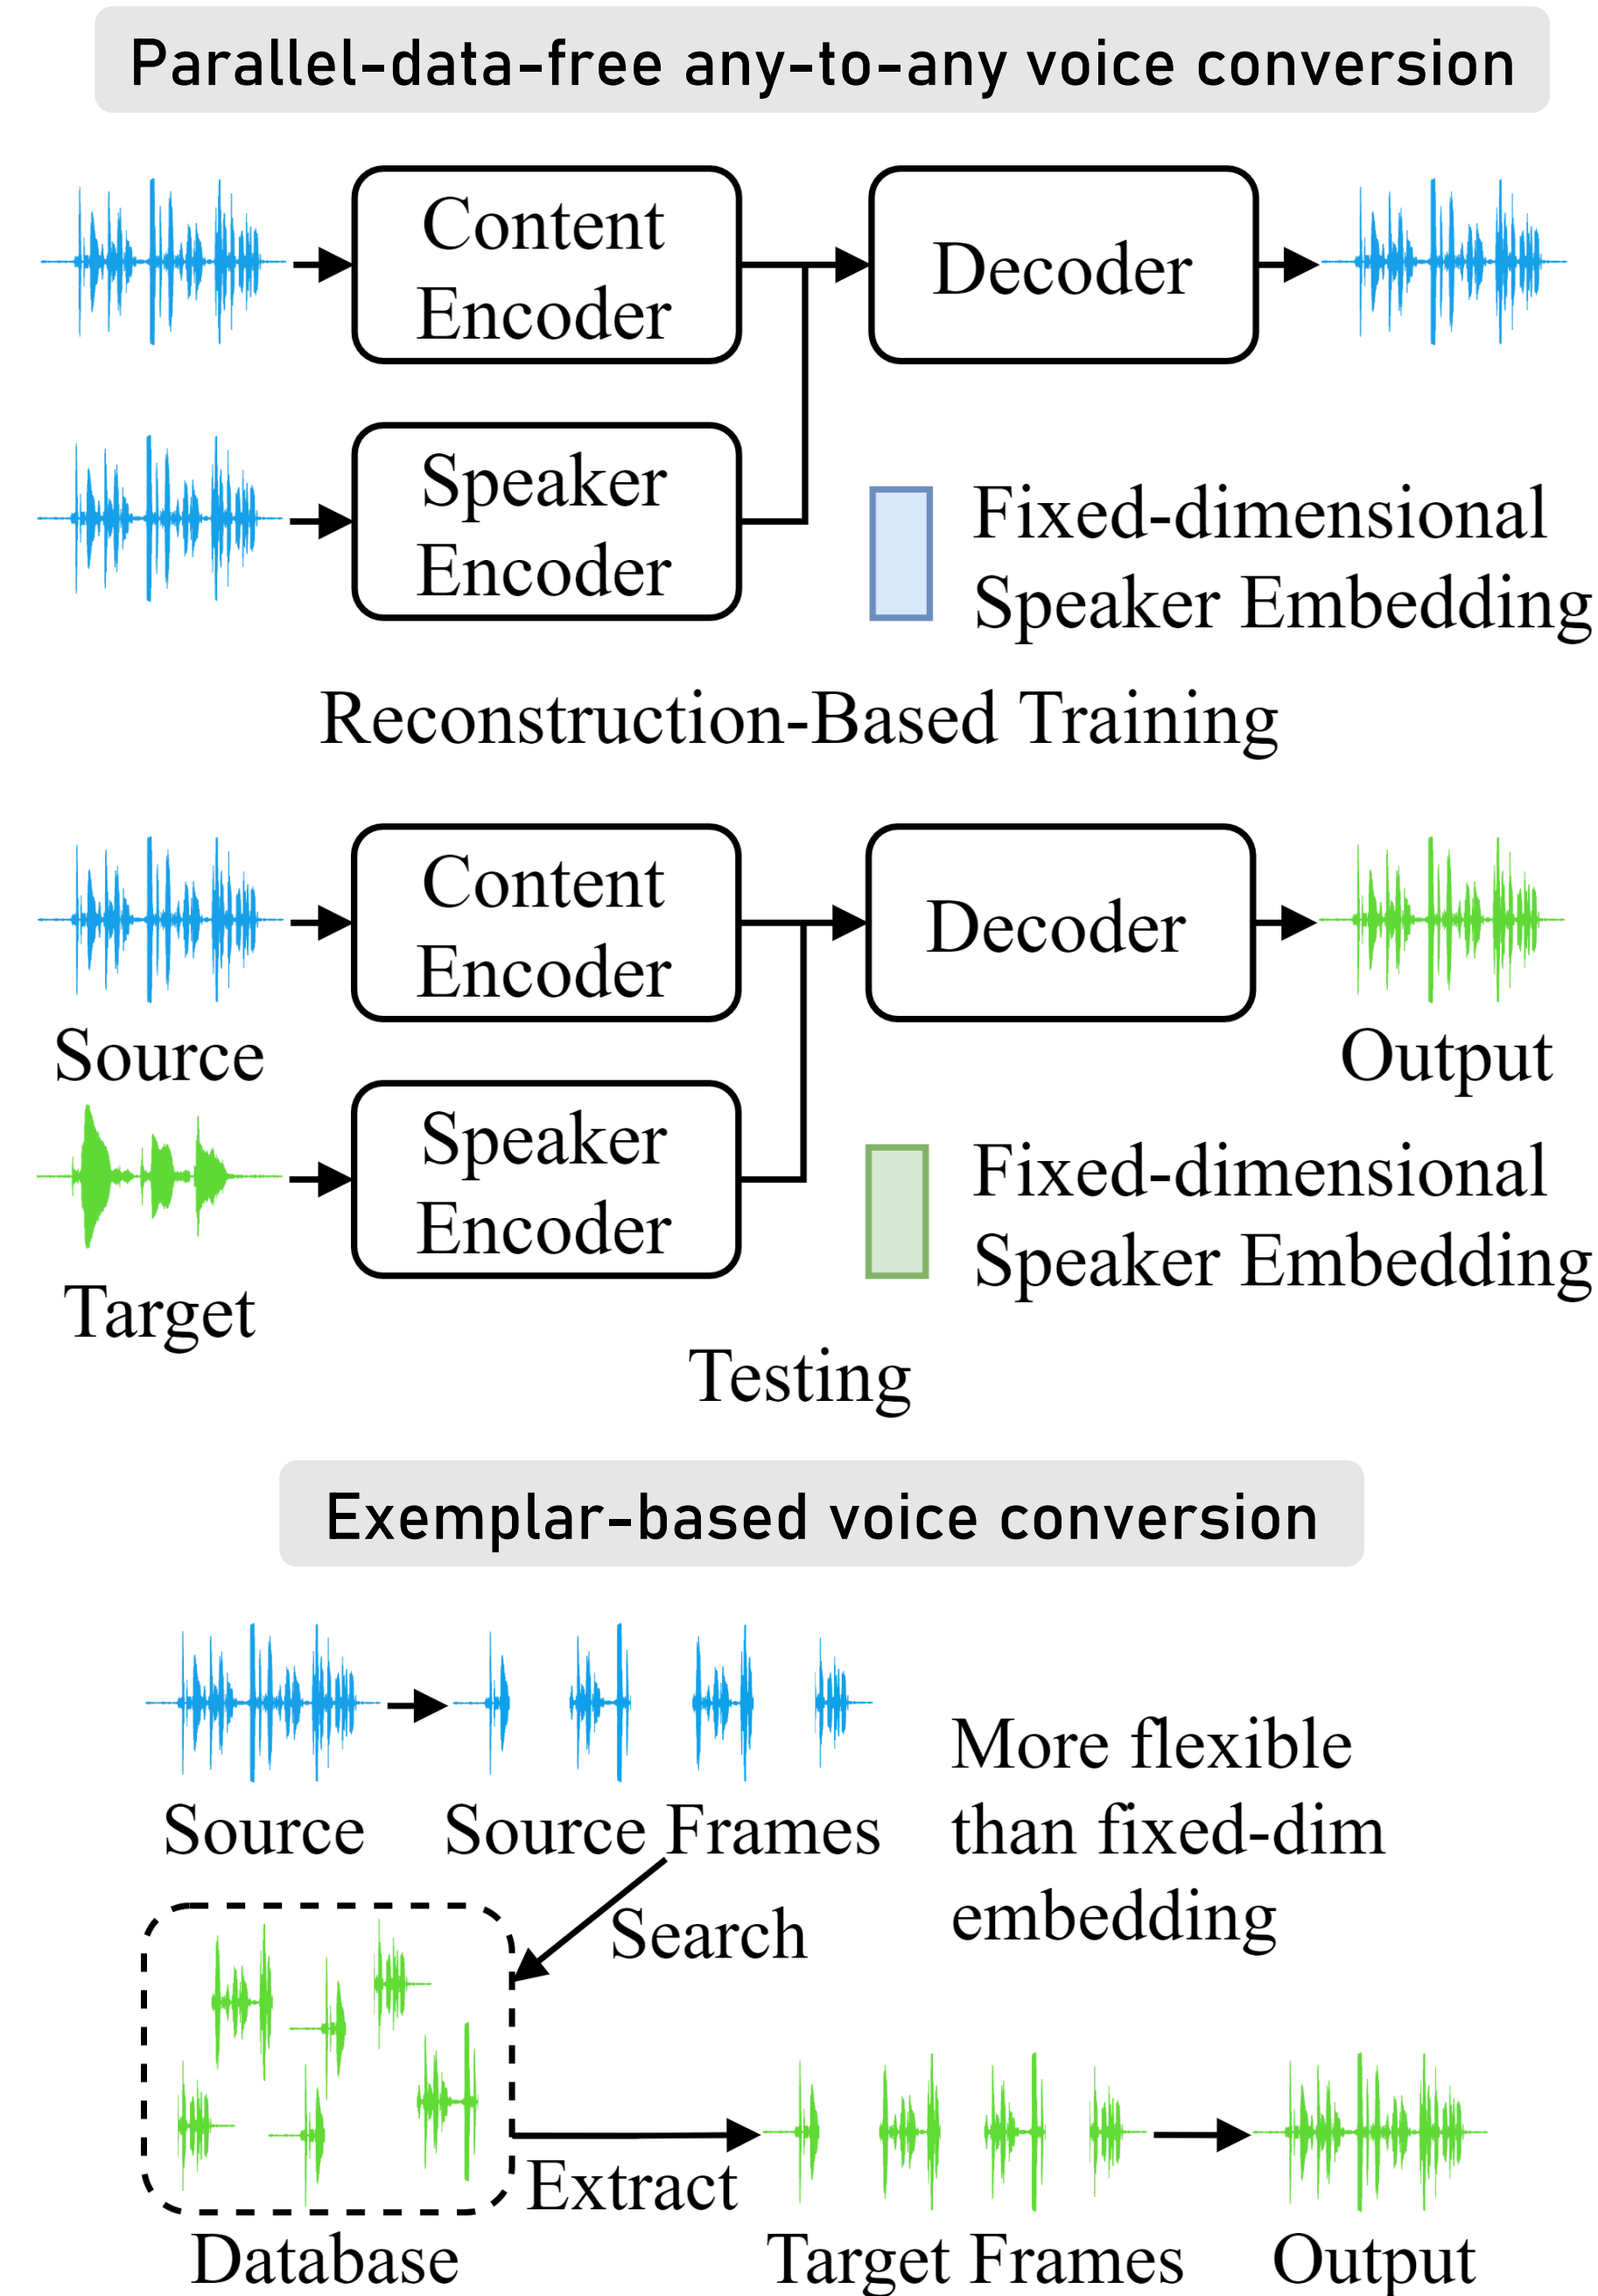 Parallel-data-free any-to-any voice conversion
Content
Encoder
Decoder
Speaker
Encoder
Fixed-dimensional
Speaker Embedding
Reconstruction-Based Training
Content
Encoder
Decoder
Source
Output
Speaker
Encoder
Fixed-dimensional
Speaker Embedding
Target
Testing
Exemplar-based voice conversion
Source
Source Frames
More flexible
than fixed-dim
embedding
Search
Extract
Database
Target Frames
Output